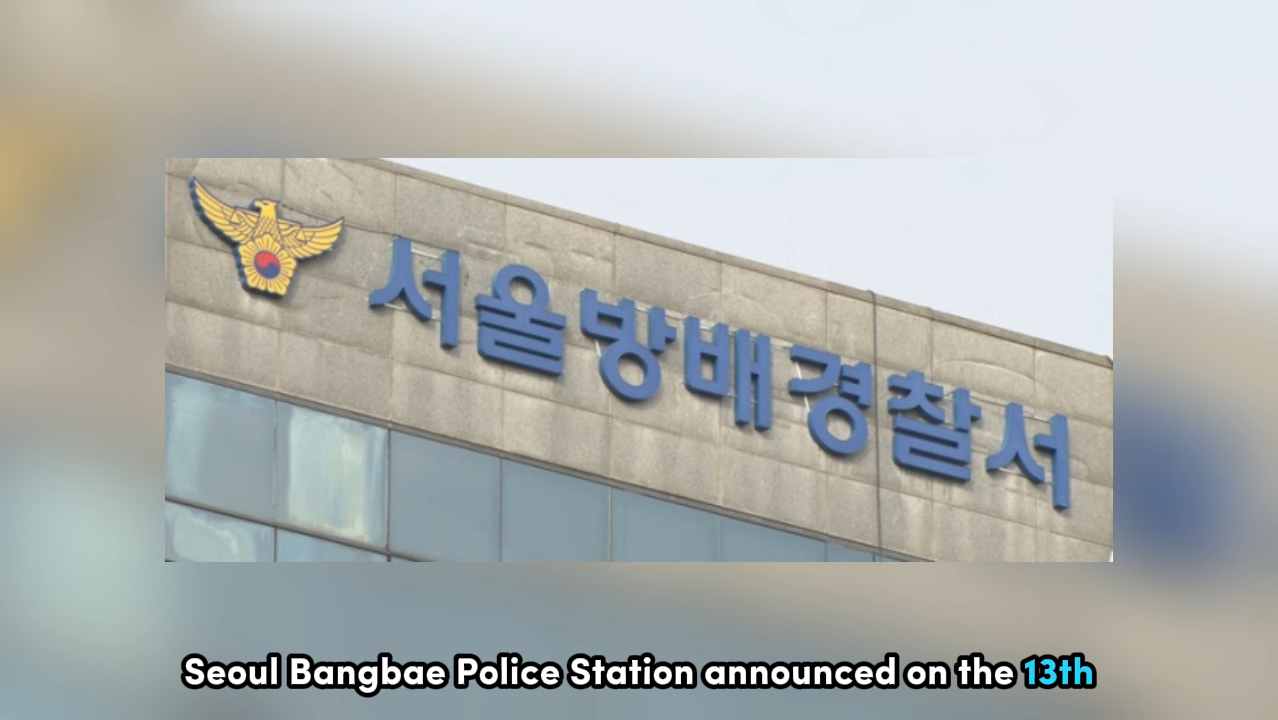 서울방배경찰서
Seoul Bangbae Police Station announced on the 13th